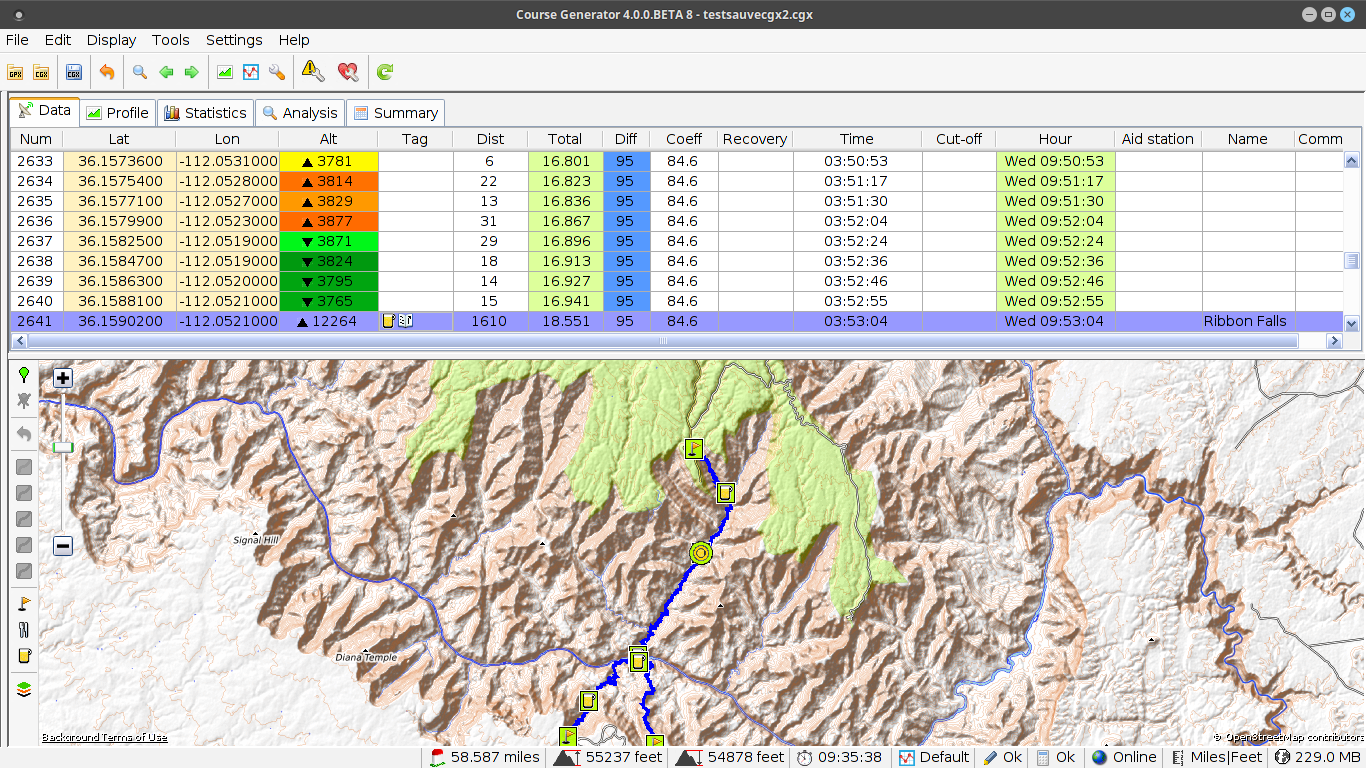 Course Generator 4.0.0.BETA 8 - testsauvecgx2.cgx
File Edit Display Tools Settings Help
GPX CGX CGX
Data Profile Statistics Analysis Summary
Num Lat Lon Alt Tag Dist Total Diff Coeff Recovery Time Cut-off Hour Aid station Name Comm
2633 36.1573600 -112.0531000 ▲ 3781 6 16.801 95 84.6 03:50:53 Wed 09:50:53
2634 36.1575400 -112.0528000 ▲ 3814 22 16.823 95 84.6 03:51:17 Wed 09:51:17
2635 36.1577100 -112.0527000 ▲ 3829 13 16.836 95 84.6 03:51:30 Wed 09:51:30
2636 36.1579900 -112.0523000 ▲ 3877 31 16.867 95 84.6 03:52:04 Wed 09:52:04
2637 36.1582500 -112.0519000 ▼ 3871 29 16.896 95 84.6 03:52:24 Wed 09:52:24
2638 36.1584700 -112.0519000 ▼ 3824 18 16.913 95 84.6 03:52:36 Wed 09:52:36
2639 36.1586300 -112.0520000 ▼ 3795 14 16.927 95 84.6 03:52:46 Wed 09:52:46
2640 36.1588100 -112.0521000 ▼ 3765 15 16.941 95 84.6 03:52:55 Wed 09:52:55
2641 36.1590200 -112.0521000 ▲ 12264 1610 18.551 95 84.6 03:53:04 Wed 09:53:04 Ribbon Falls
Signal Hill
Diana Temple
Background Terms of Use
© OpenStreetMap contributors
58.587 miles 55237 feet 54878 feet 09:35:38 Default Ok Ok Online Miles|Feet 229.0 MB